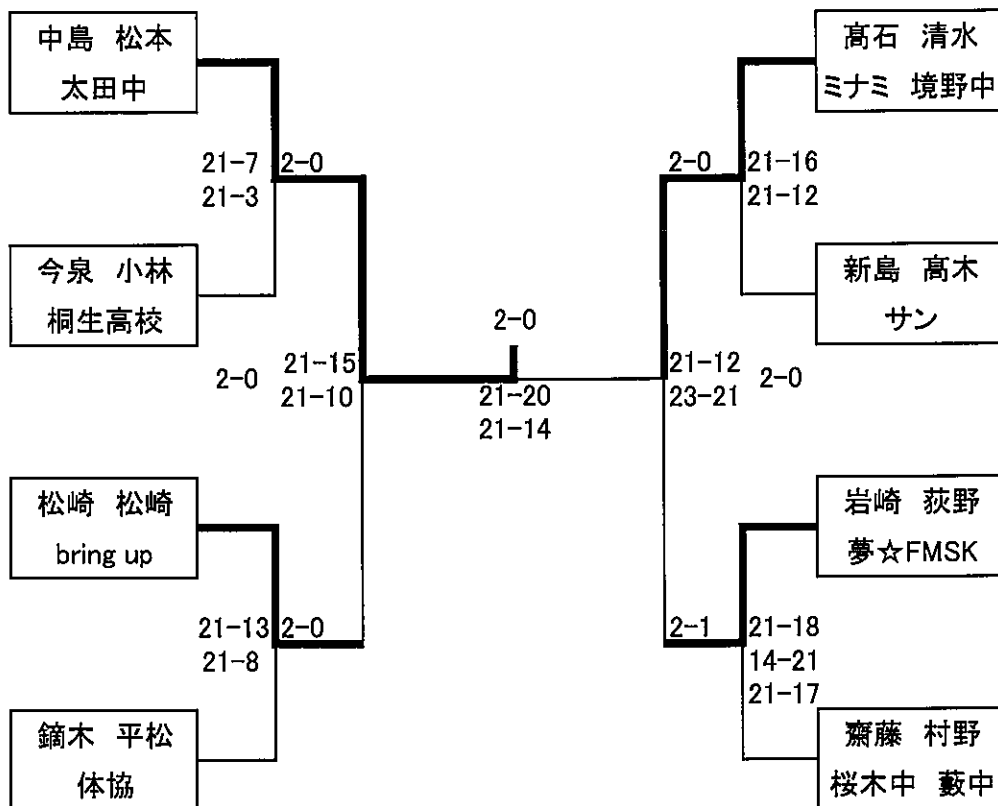 中島 松本
太田中
髙石 清水
ミナミ 境野中
21-7 2-0
21-3
2-0 21-16
21-12
今泉 小林
桐生高校
新島 髙木
サン
2-0
2-0
21-15
21-10
21-20
21-14
21-12
23-21
2-0
松崎 松崎
bring up
岩崎 荻野
夢☆FMSK
21-13 2-0
21-8
2-1 21-18
14-21
21-17
鏑木 平松
体協
齋藤 村野
桜木中 藪中